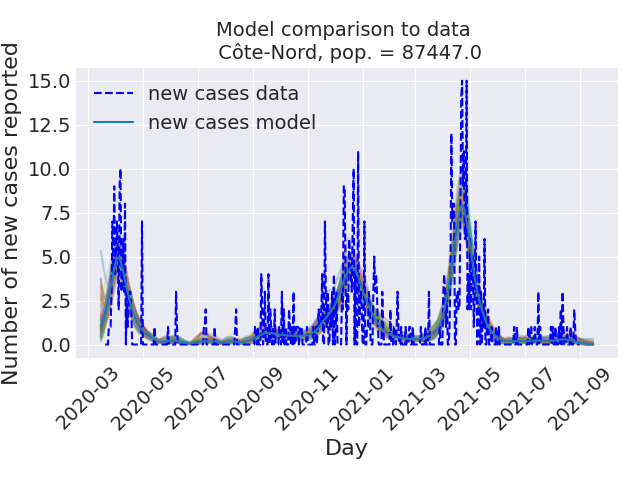 Model comparison to data
Côte-Nord, pop. = 87447.0
Number of new cases reported
15.0
12.5
10.0
7.5
5.0
2.5
0.0
new cases data
new cases model
2020-03
2020-05
2020-07
2020-09
2020-11
2021-01
2021-03
2021-05
2021-07
2021-09
Day